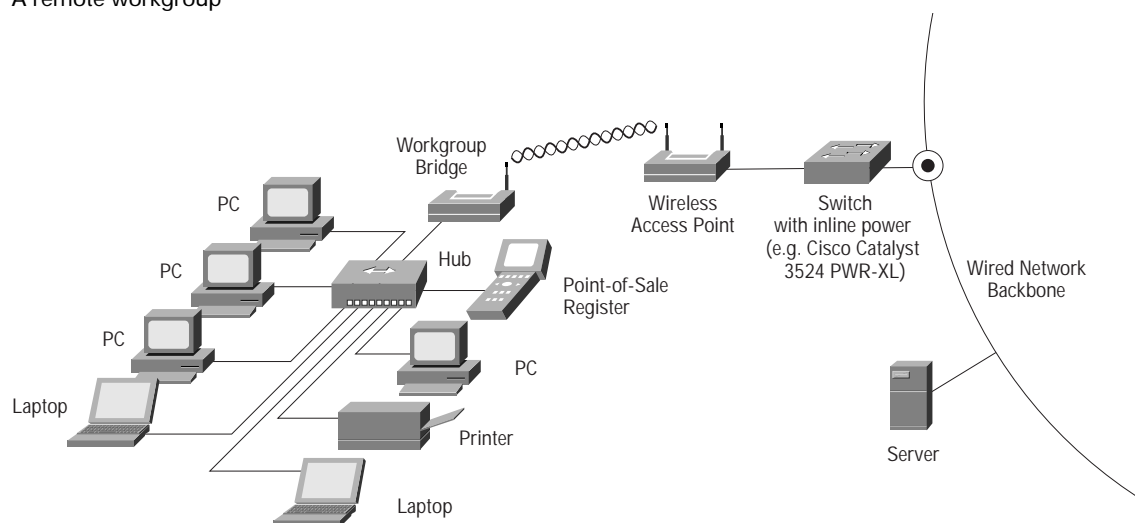 A remote workgroup
Workgroup
Bridge
PC
Wireless
Access Point
Switch
with inline power
(e.g. Cisco Catalyst
3524 PWR-XL)
Hub
PC
Point-of-Sale
Register
Wired Network
Backbone
PC
PC
Laptop
Printer
Server
Laptop